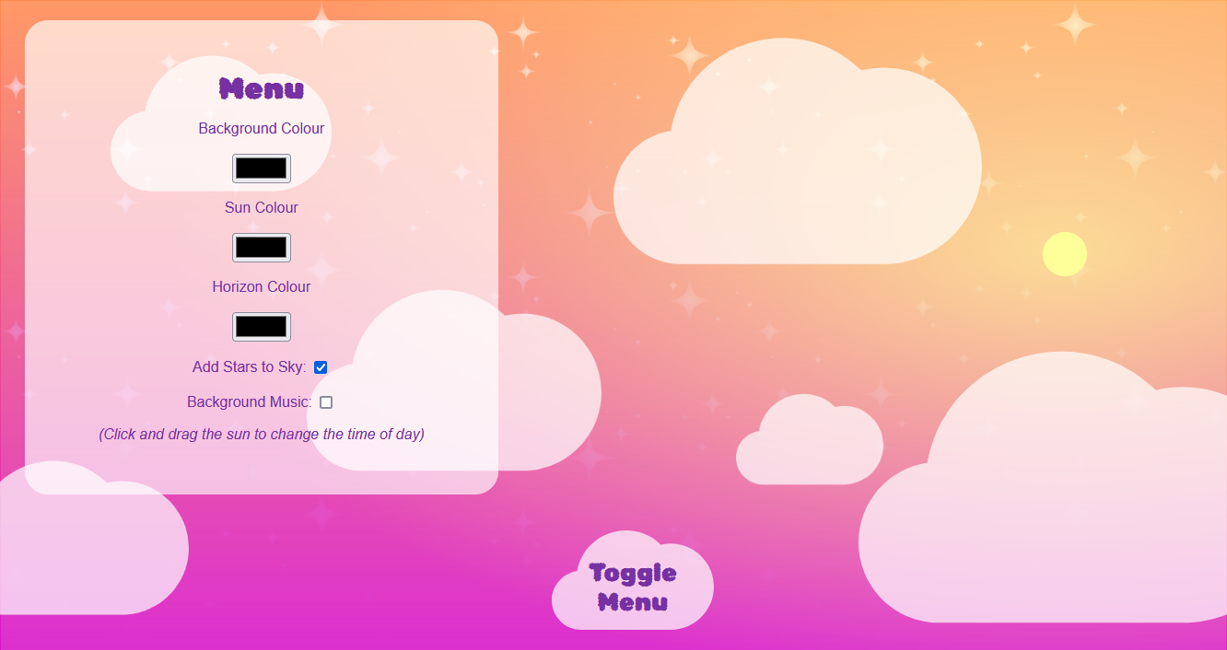 Menu
Background Colour
Sun Colour
Horizon Colour
Add Stars to Sky:
Background Music:
(Click and drag the sun to change the time of day)
Toggle
Menu